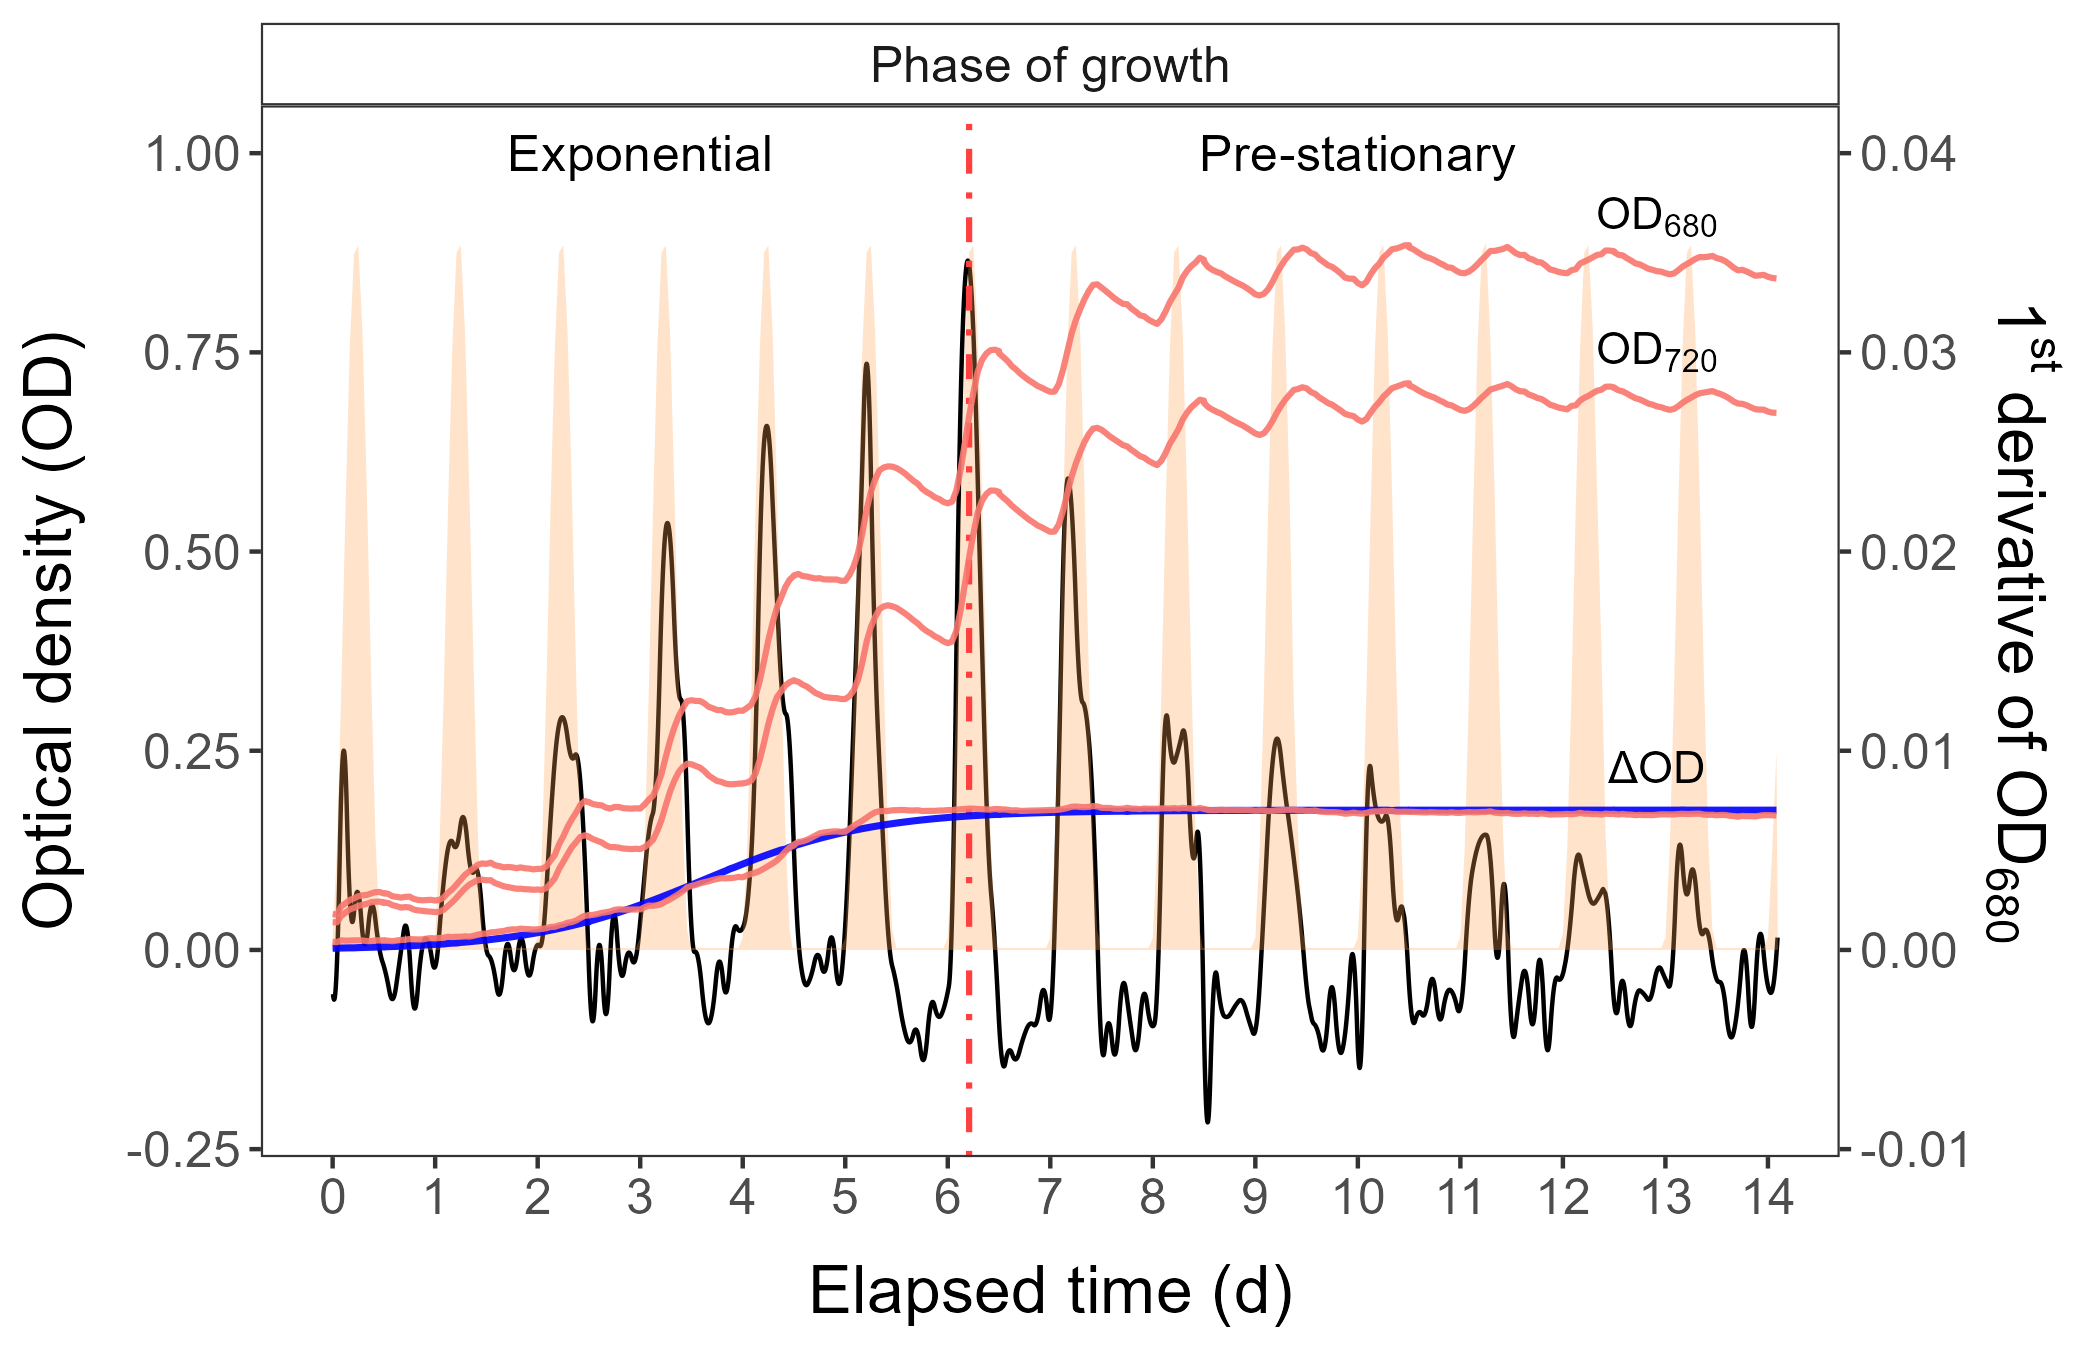 Phase of growth
Exponential
Pre-stationary
OD680
OD720
ΔOD
Optical density (OD)
1.00
0.75
0.50
0.25
0.00
-0.25
0.04
0.03
0.02
0.01
0.00
-0.01
1st derivative of OD680
0 1 2 3 4 5 6 7 8 9 10 11 12 13 14
Elapsed time (d)